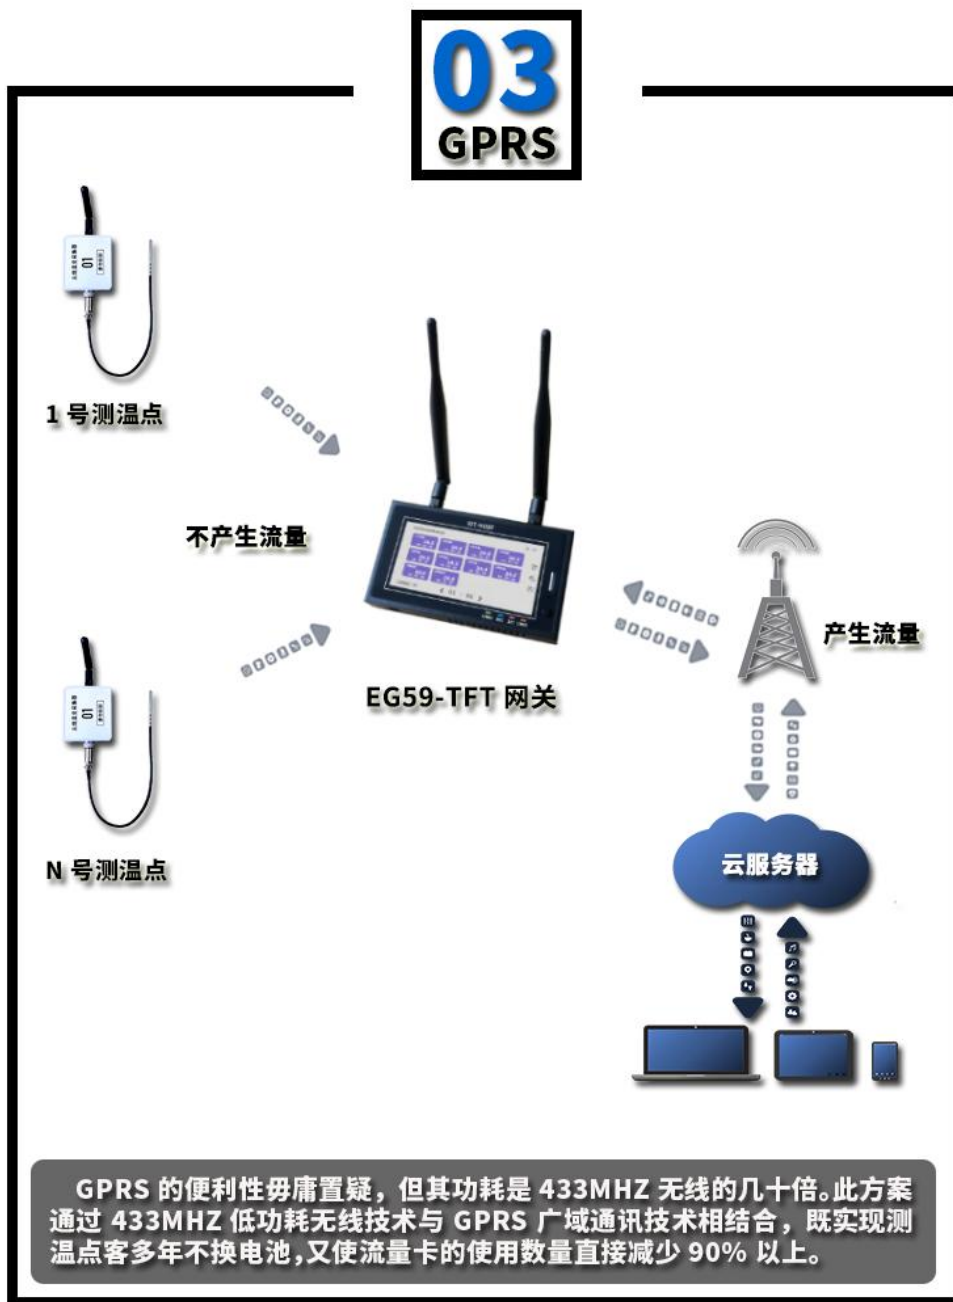 03
GPRS
01
1 号测温点
不产生流量
EG59-TFT 网关
产生流量
01
N 号测温点
云服务器
GPRS 的便利性毋庸置疑，但其功耗是 433MHZ 无线的几十倍。此方案
通过 433MHZ 低功耗无线技术与 GPRS 广域通讯技术相结合，既实现测
温点客多年不换电池，又使流量卡的使用数量直接减少 90% 以上。